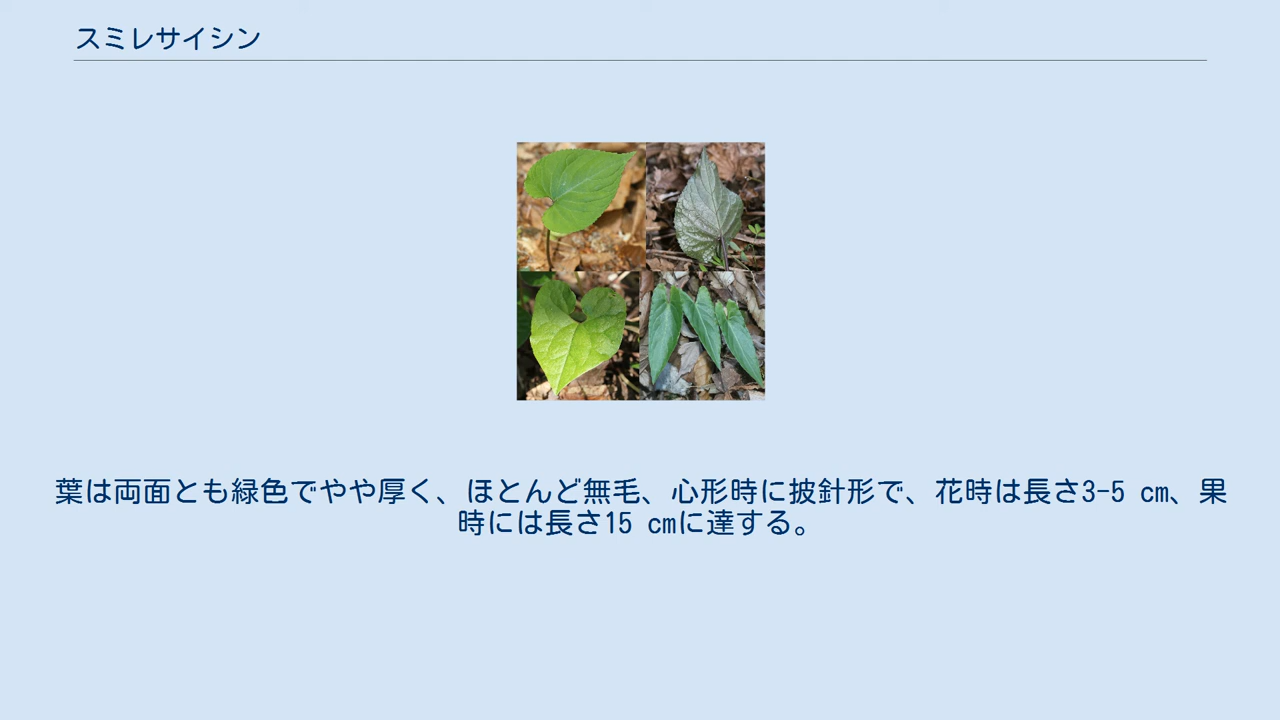 スミレサイシン
葉は両面とも緑色でやや厚く、ほとんど無毛、心形時に披針形で、花時は長さ3-5 cm、果
時には長さ15 cmに達する。